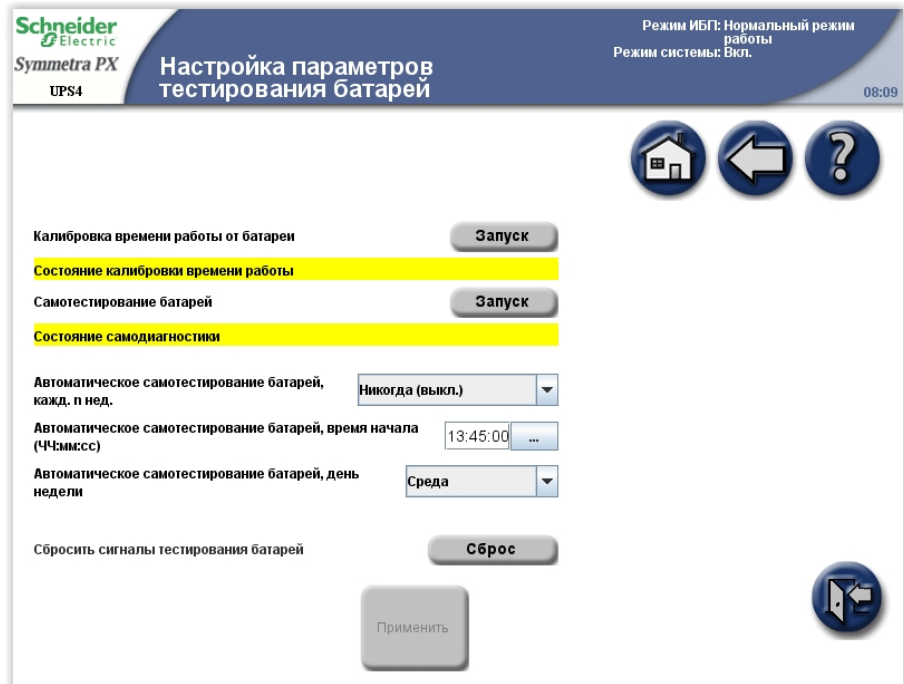 Schneider
Electric
Symmetra PX
UPS4
Настройка параметров
тестирования батарей
Режим ИБП: Нормальный режим
работы
Режим системы: Вкл.
08:09
?
Калибровка времени работы от батареи
Запуск
Состояние калибровки времени работы
Самотестирование батарей
Запуск
Состояние самодиагностики
Автоматическое самотестирование батарей,
кажд. n нед.
Никогда (выкл.)
Автоматическое самотестирование батарей, время начала
(ЧЧ:мм:сс)
13:45:00
...
Автоматическое самотестирование батарей, день
недели
Среда
Сбросить сигналы тестирования батарей
Сброс
Применить